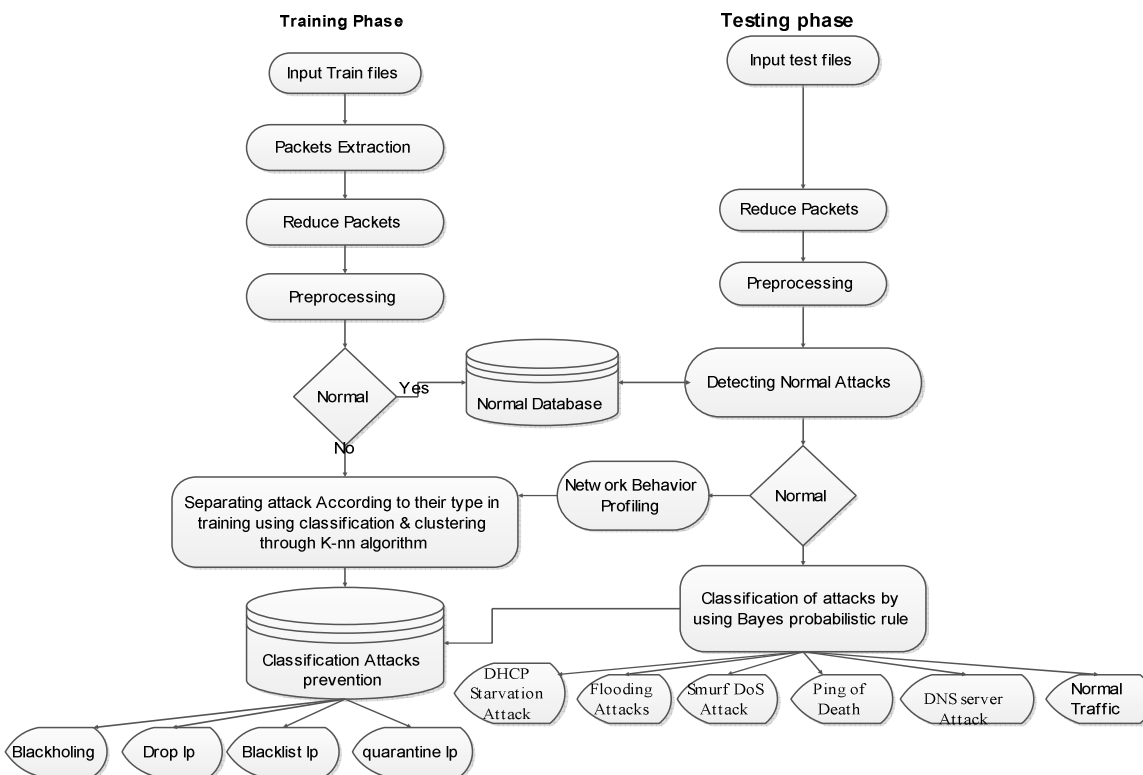 Training Phase
Input Train files
Packets Extraction
Reduce Packets
Preprocessing
Normal
Yes
No
Normal Database
Separating attack According to their type in
training using classification & clustering
through K-nn algorithm
Classification Attacks
prevention
Blackholing
Drop Ip
Blacklist Ip
quarantine Ip
Testing phase
Input test files
Reduce Packets
Preprocessing
Detecting Normal Attacks
Normal
Network Behavior
Profiling
Classification of attacks by
using Bayes probabilistic rule
DHCP
Starvation
Attack
Flooding
Attacks
Smurf DoS
Attack
Ping of
Death
DNS server
Attack
Normal
Traffic